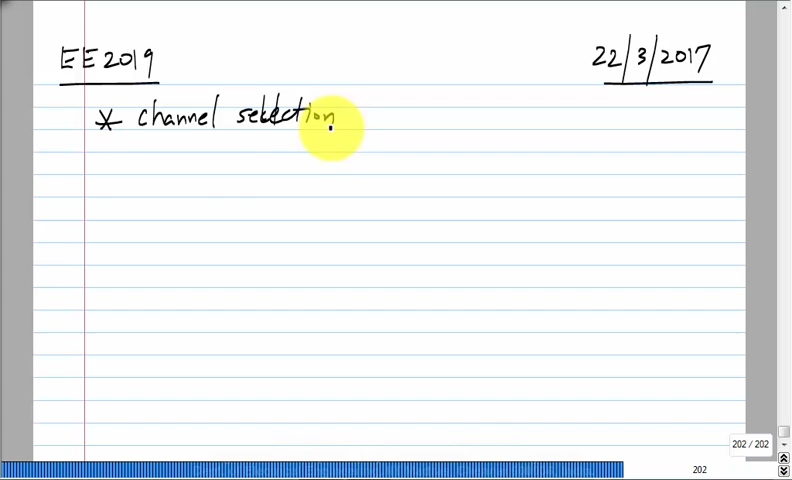 EE2019 22/3/2017
* channel selection
202 / 202
202